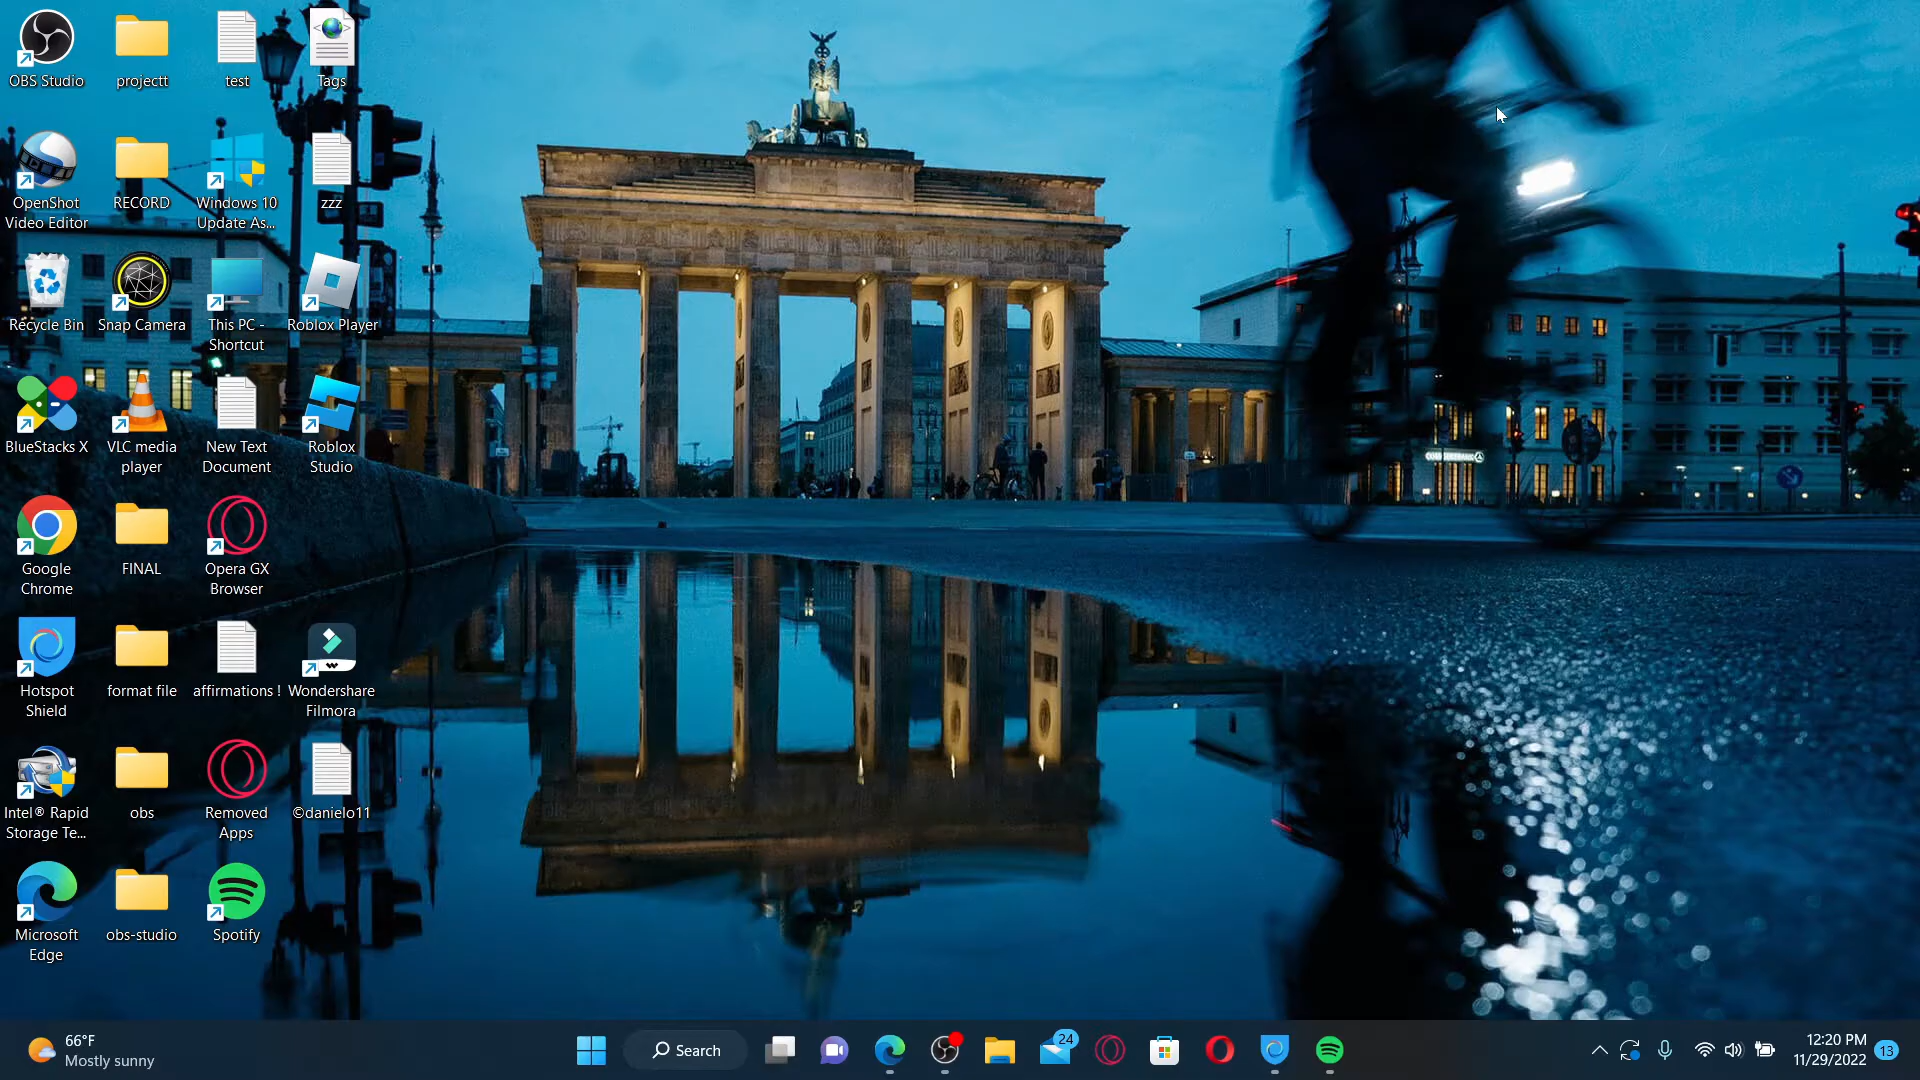 OBS Studio
projectt
test
Tags
OpenShot
Video Editor
RECORD
Windows 10
Update As...
zzz
Recycle Bin
Snap Camera
This PC -
Shortcut
Roblox Player
BlueStacks X
VLC media
player
New Text
Document
Roblox
Studio
Google
Chrome
FINAL
Opera GX
Browser
Hotspot
Shield
format file
affirmations !
Wondershare
Filmora
Intel® Rapid
Storage Te...
obs
Removed
Apps
©danielo11
Microsoft
Edge
obs-studio
Spotify
66°F
Mostly sunny
Search
24
12:20 PM
11/29/2022
13